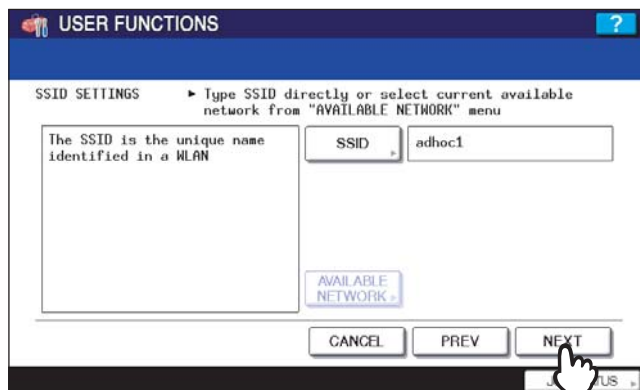 USER FUNCTIONS
?
SSID SETTINGS ► Type SSID directly or select current available
network from "AVAILABLE NETWORK" menu
The SSID is the unique name
identified in a WLAN
SSID
adhoc1
AVAILABLE
NETWORK
CANCEL PREV NEXT